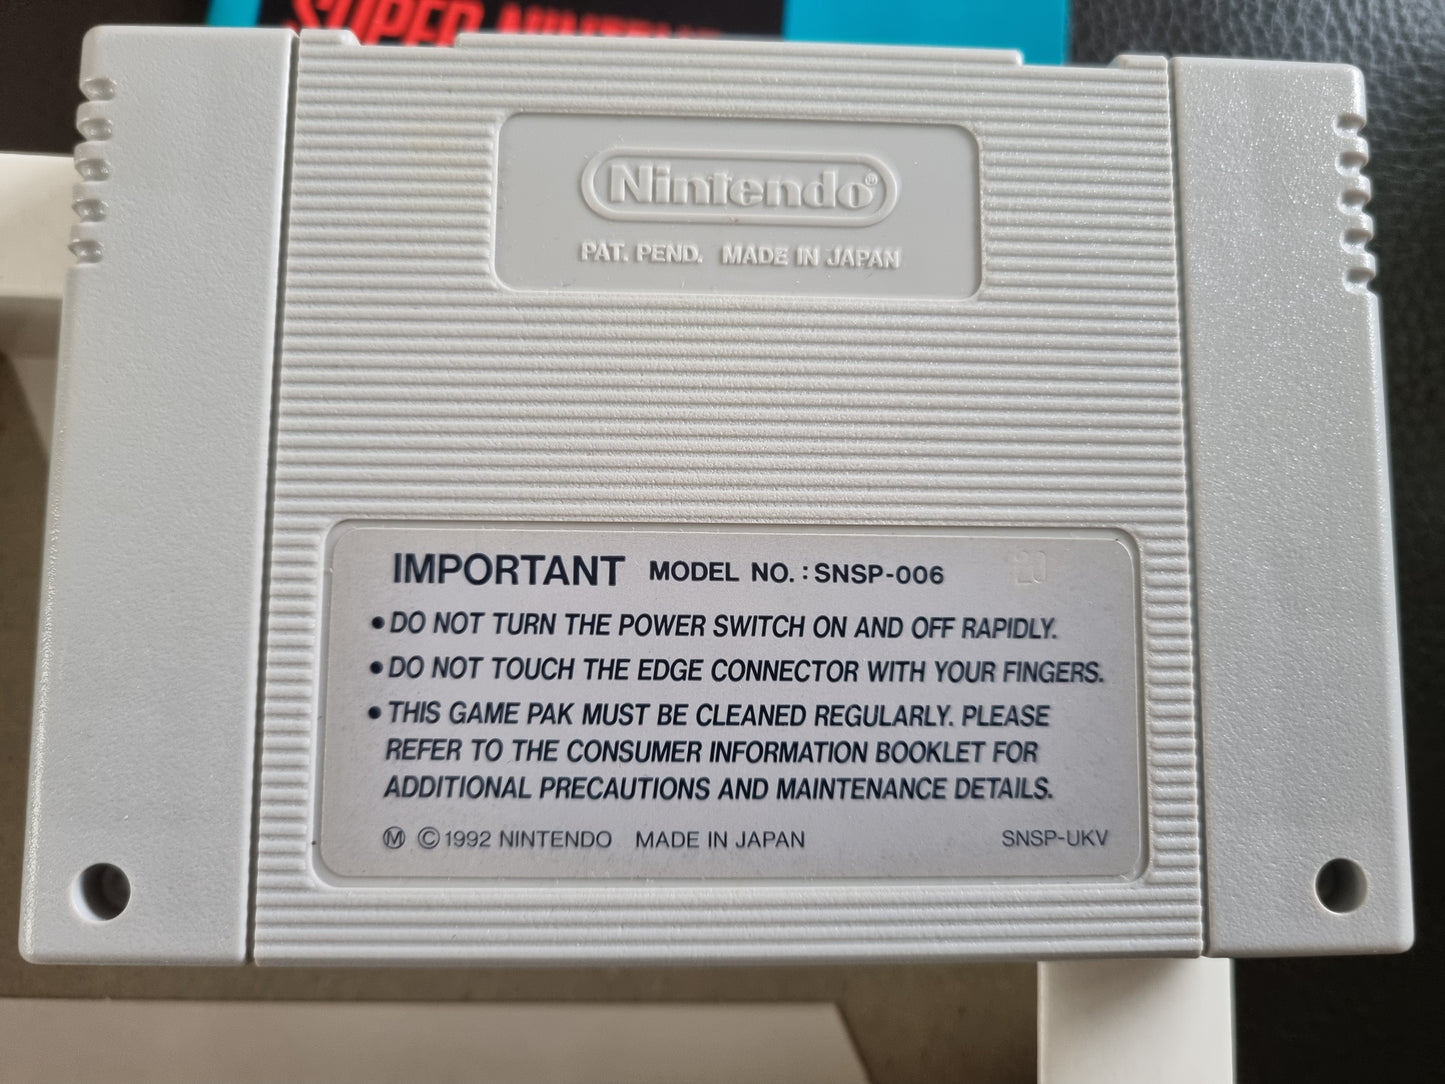 SUPER NINTEN
Nintendo®
PAT. PEND. MADE IN JAPAN
IMPORTANT MODEL NO. : SNSP-006
20
• DO NOT TURN THE POWER SWITCH ON AND OFF RAPIDLY.
• DO NOT TOUCH THE EDGE CONNECTOR WITH YOUR FINGERS.
• THIS GAME PAK MUST BE CLEANED REGULARLY. PLEASE
REFER TO THE CONSUMER INFORMATION BOOKLET FOR
ADDITIONAL PRECAUTIONS AND MAINTENANCE DETAILS.
Ⓜ © 1992 NINTENDO MADE IN JAPAN SNSP-UKV